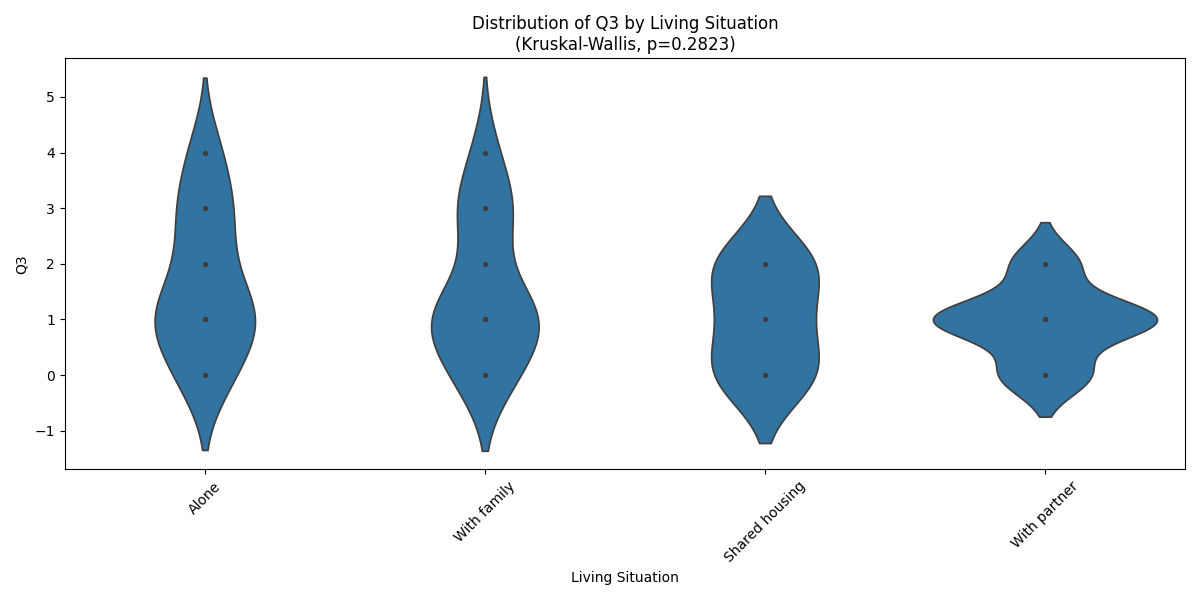 Distribution of Q3 by Living Situation
(Kruskal-Wallis, p=0.2823)
Q3
5
4
3
2
1
0
−1
Alone
With family
Shared housing
With partner
Living Situation